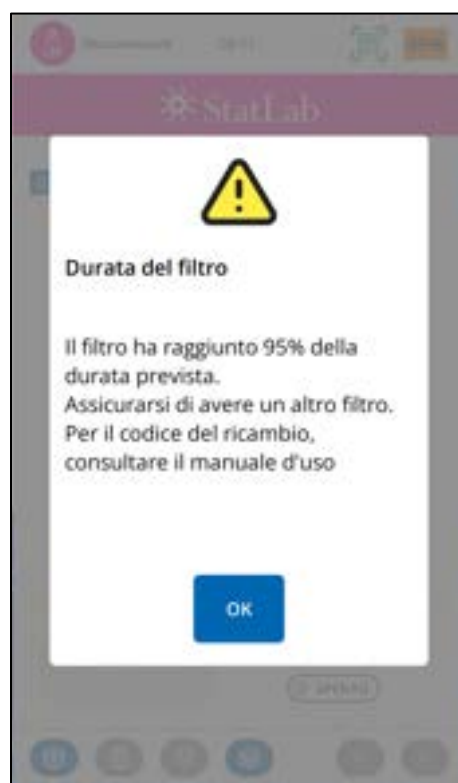 StatLab
Durata del filtro
Il filtro ha raggiunto 95% della
durata prevista.
Assicurarsi di avere un altro filtro.
Per il codice del ricambio,
consultare il manuale d'uso
OK